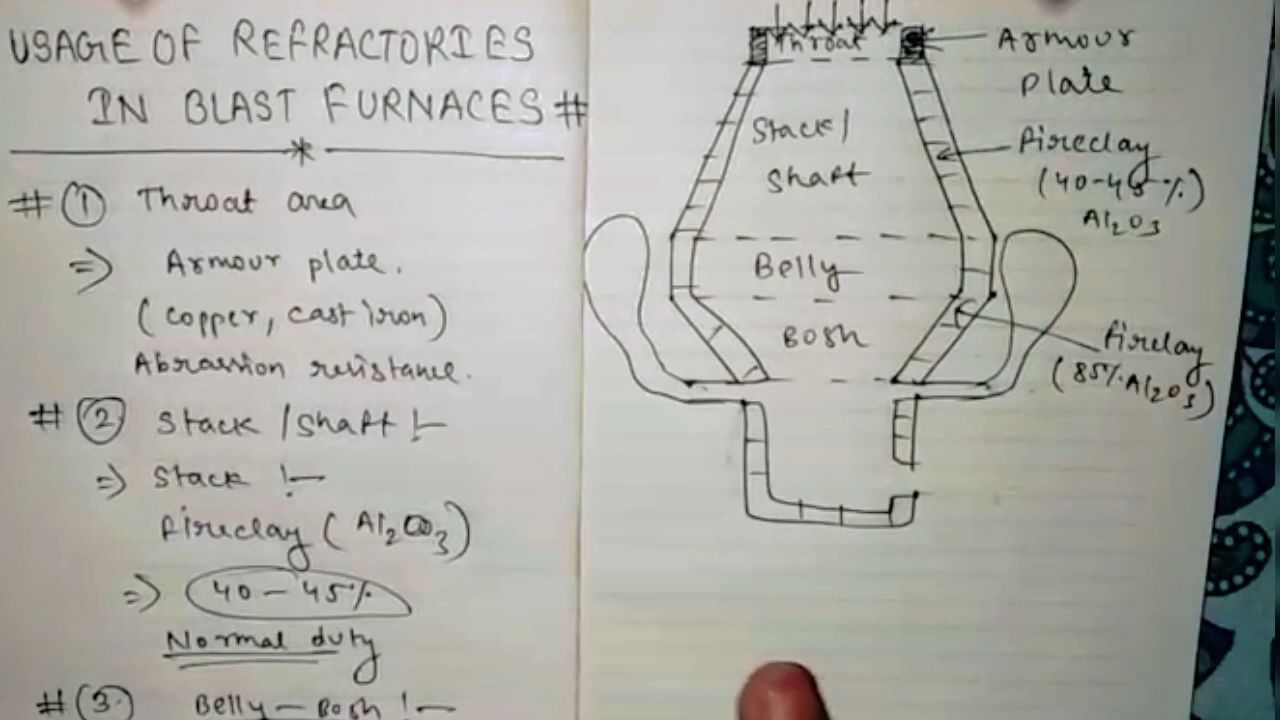 USAGE OF REFRACTORIES
IN BLAST FURNACES #
# ① Throat area
⇒ Armour plate.
(copper, cast iron)
Abrassion resistance.
# ② Stack / Shaft :-
⇒ Stack :-
fireclay (Al₂O₃)
⇒ 40 - 45%
Normal duty
# ③ Belly - Bosh :-
Throat
Armour
plate
Stack /
shaft
fireclay
(40-45%)
Al₂O₃
Belly
Bosh
fireclay
(85% Al₂O₃)